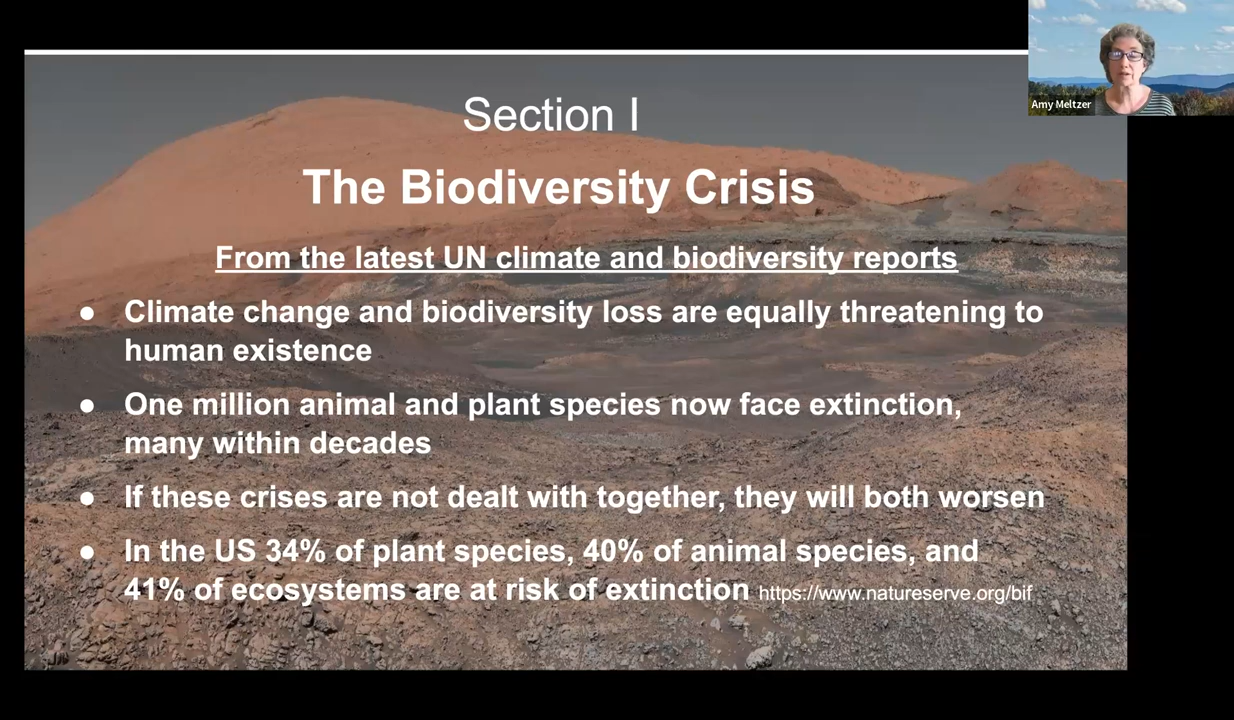 Amy Meltzer
Section I
The Biodiversity Crisis
From the latest UN climate and biodiversity reports
● Climate change and biodiversity loss are equally threatening to
human existence
● One million animal and plant species now face extinction,
many within decades
● If these crises are not dealt with together, they will both worsen
● In the US 34% of plant species, 40% of animal species, and
41% of ecosystems are at risk of extinction https://www.natureserve.org/bif